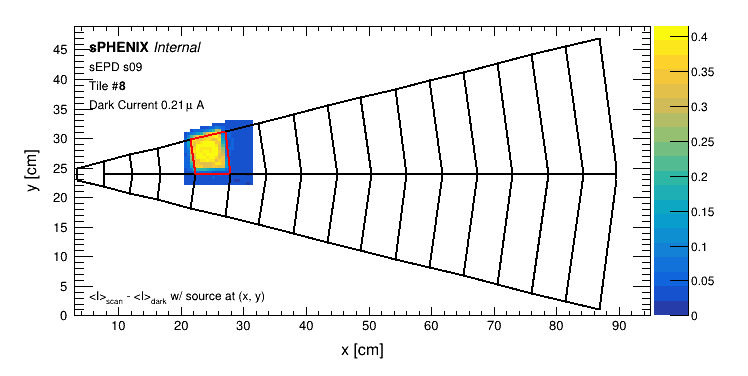 sPHENIX Internal
sEPD s09
Tile #8
Dark Current 0.21 μ A
<I>scan - <I>dark w/ source at (x, y)
y [cm]
45
40
35
30
25
20
15
10
5
0
10 20 30 40 50 60 70 80 90
x [cm]
0.4
0.35
0.3
0.25
0.2
0.15
0.1
0.05
0